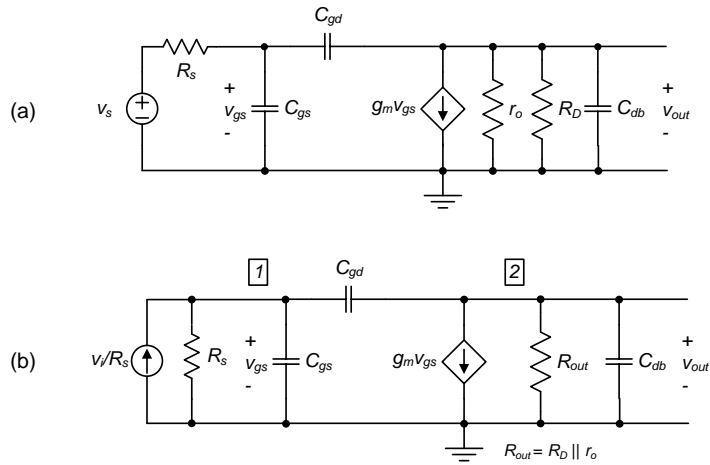 (a)
R_s
v_s
+
v_gs
-
C_gs
C_gd
g_m v_gs
r_o
R_D
C_db
+
v_out
-
(b)
1
2
v_i/R_s
R_s
+
v_gs
-
C_gs
C_gd
g_m v_gs
R_out
C_db
+
v_out
-
R_out = R_D || r_o